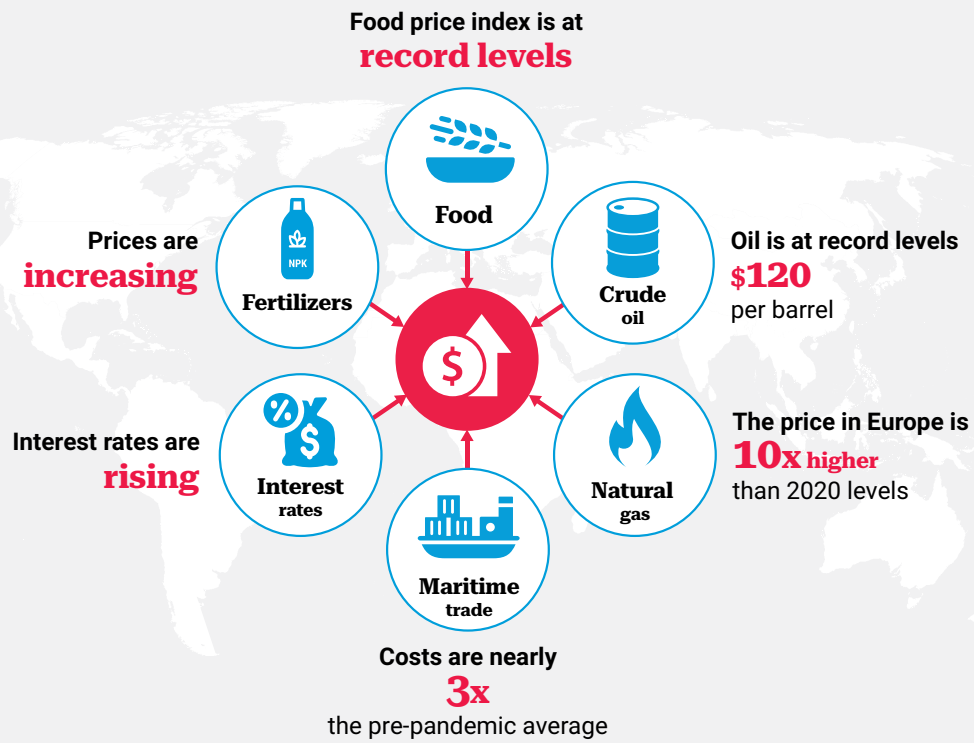 Food price index is at
record levels
Food
Prices are
increasing
NPK
Fertilizers
Crude
oil
Oil is at record levels
$120
per barrel
$
Interest rates are
rising
%
$
Interest
rates
Natural
gas
The price in Europe is
10x higher
than 2020 levels
Maritime
trade
Costs are nearly
3x
the pre-pandemic average